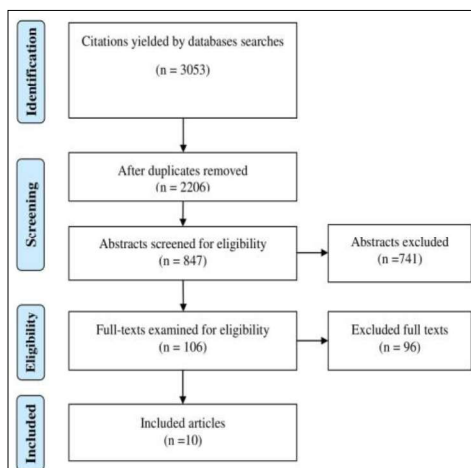 Identification
Citations yielded by databases searches
(n = 3053)
Screening
After duplicates removed
(n = 2206)
Abstracts screened for eligibility
(n = 847)
Abstracts excluded
(n =741)
Eligibility
Full-texts examined for eligibility
(n = 106)
Excluded full texts
(n = 96)
Included
Included articles
(n =10)